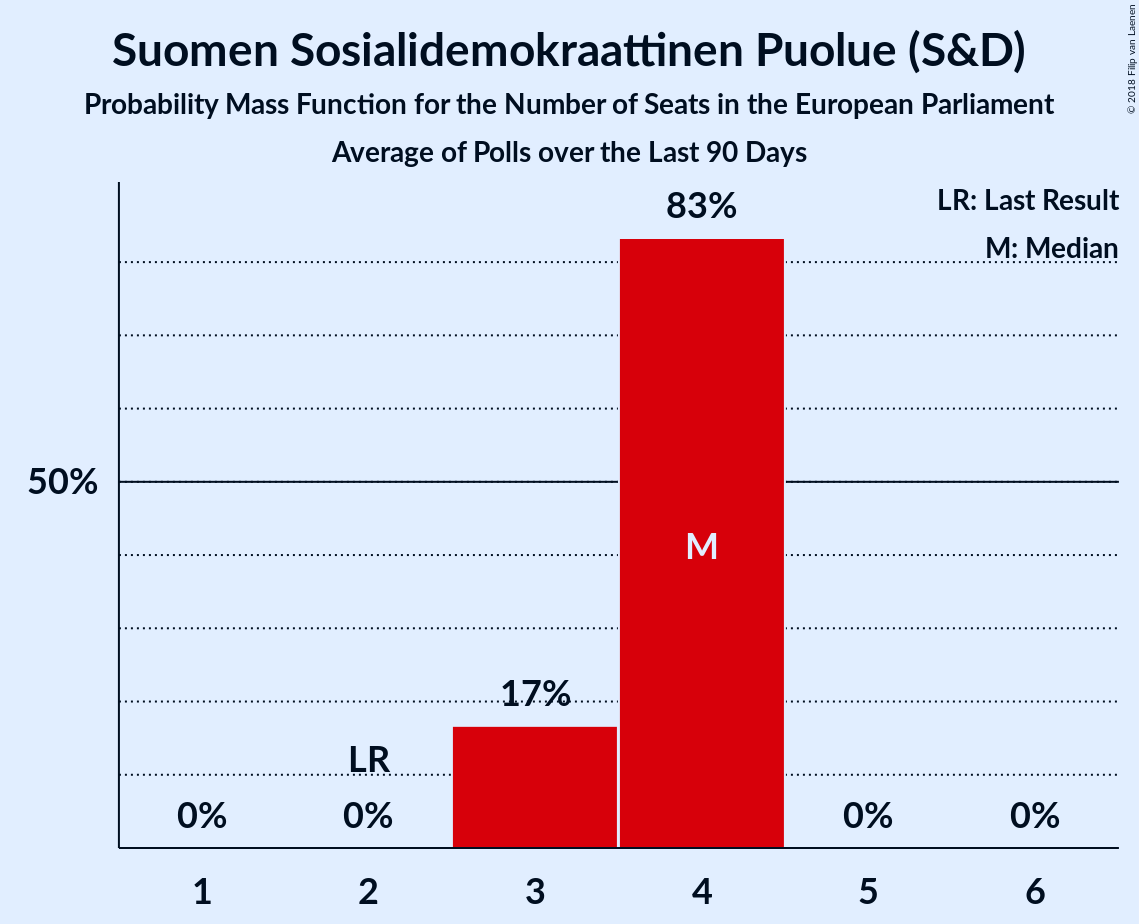 Suomen Sosialidemokraattinen Puolue (S&D)
Probability Mass Function for the Number of Seats in the European Parliament
Average of Polls over the Last 90 Days
© 2018 Filip van Laenen
LR: Last Result
M: Median
83%
50%
M
17%
LR
0% 0% 0% 0%
1 2 3 4 5 6